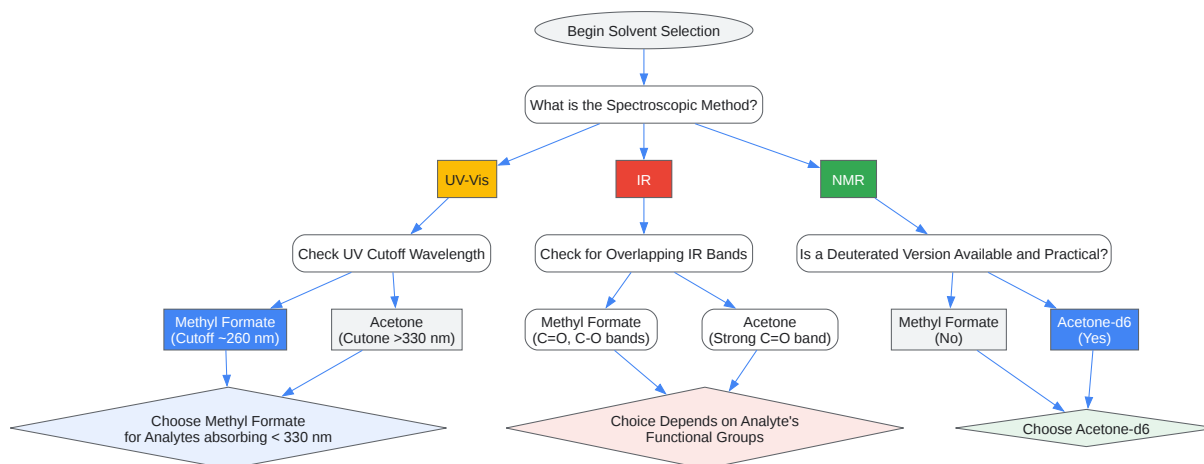 Begin Solvent Selection
What is the Spectroscopic Method?
UV-Vis
IR
NMR
Check UV Cutoff Wavelength
Check for Overlapping IR Bands
Is a Deuterated Version Available and Practical?
Methyl Formate
(Cutoff ~260 nm)
Acetone
(Cutone >330 nm)
Methyl Formate
(C=O, C-O bands)
Acetone
(Strong C=O band)
Methyl Formate
(No)
Acetone-d6
(Yes)
Choose Methyl Formate
for Analytes absorbing < 330 nm
Choice Depends on Analyte's
Functional Groups
Choose Acetone-d6